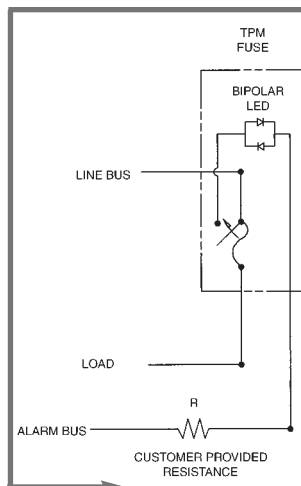 TPM
FUSE
BIPOLAR
LED
LINE BUS
LOAD
R
ALARM BUS
CUSTOMER PROVIDED
RESISTANCE